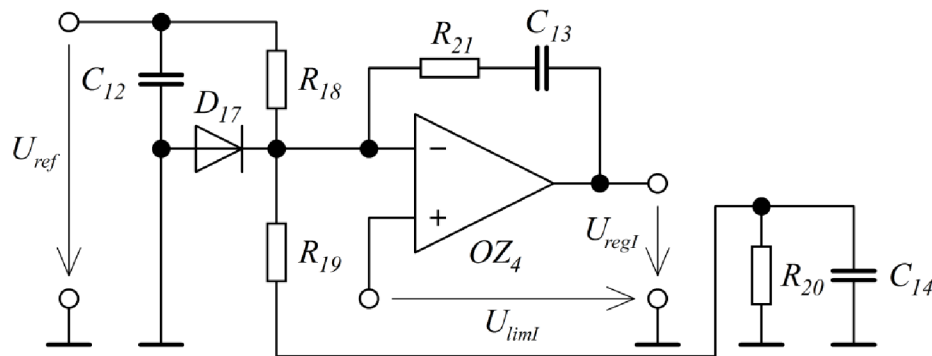 R21
C13
C12
R18
D17
Uref
−
+
R19
OZ4
UregI
UlimI
R20
C14